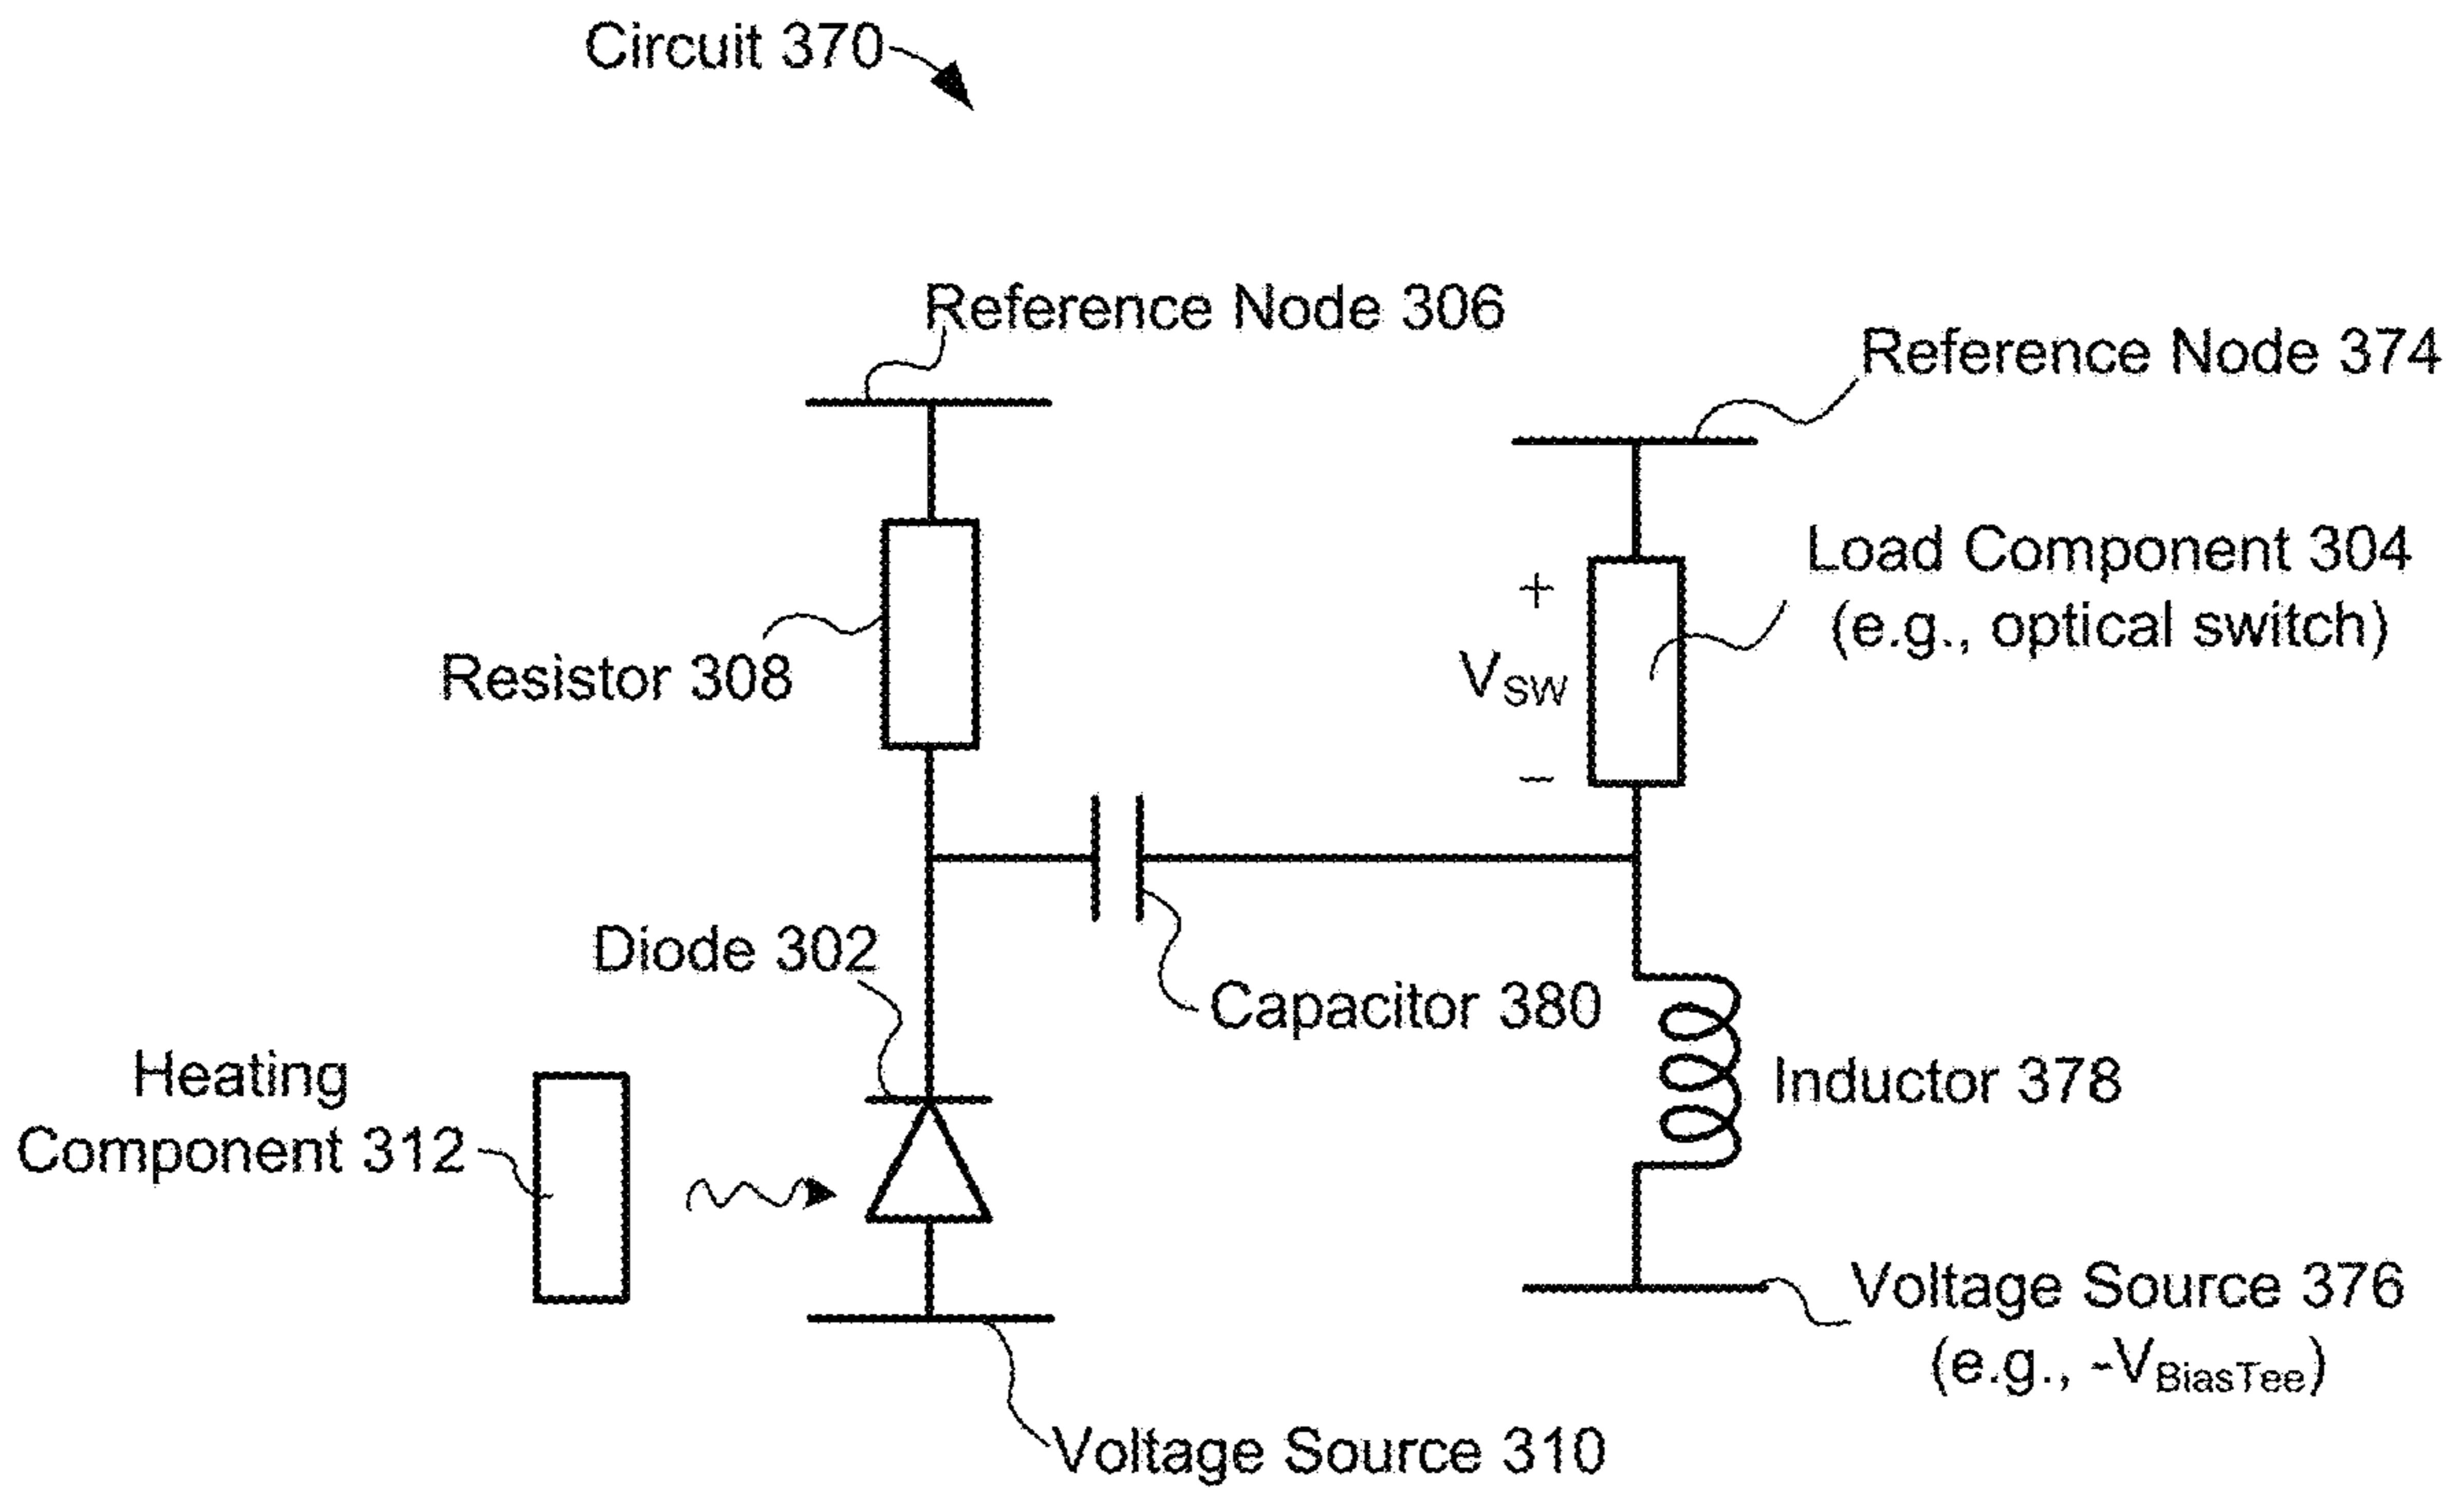 Circuit 370
Reference Node 306
Reference Node 374
Load Component 304
(e.g., optical switch)
+
VSW
−
Resistor 308
Diode 302
Capacitor 380
Heating
Component 312
Inductor 378
Voltage Source 376
(e.g., -VBiasTee)
Voltage Source 310